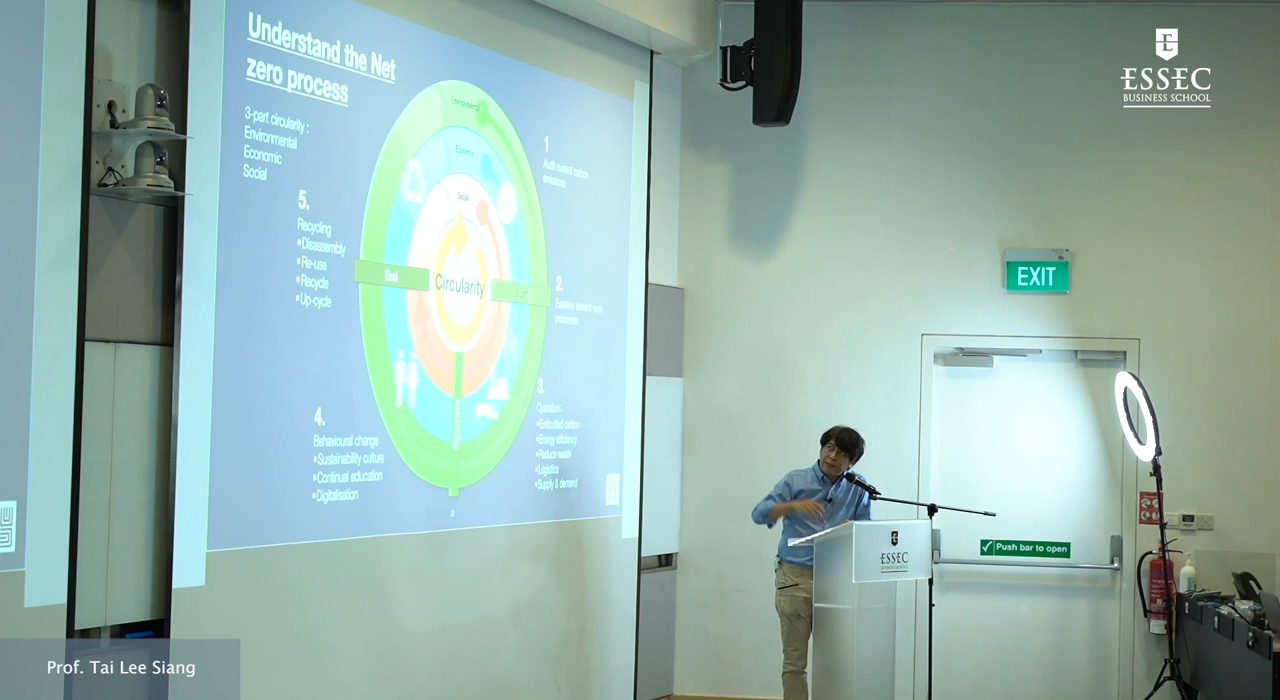 Understand the Net
zero process
3-part circularity :
Environmental
Economic
Social
Environmental
Economic
Social
Circularity
End
Start
1
Audit current carbon
emissions
2.
Examine current work
processes
3.
Operation:
•Embodied carbon
•Energy efficiency
•Reduce waste
•Logistics
•Supply & demand
4.
Behavioural change
•Sustainability culture
•Continual education
•Digitalisation
5.
Recycling
•Disassembly
•Re-use
•Recycle
•Up-cycle
ESSEC
BUSINESS SCHOOL
EXIT
Push bar to open
ESSEC
BUSINESS SCHOOL
Prof. Tai Lee Siang